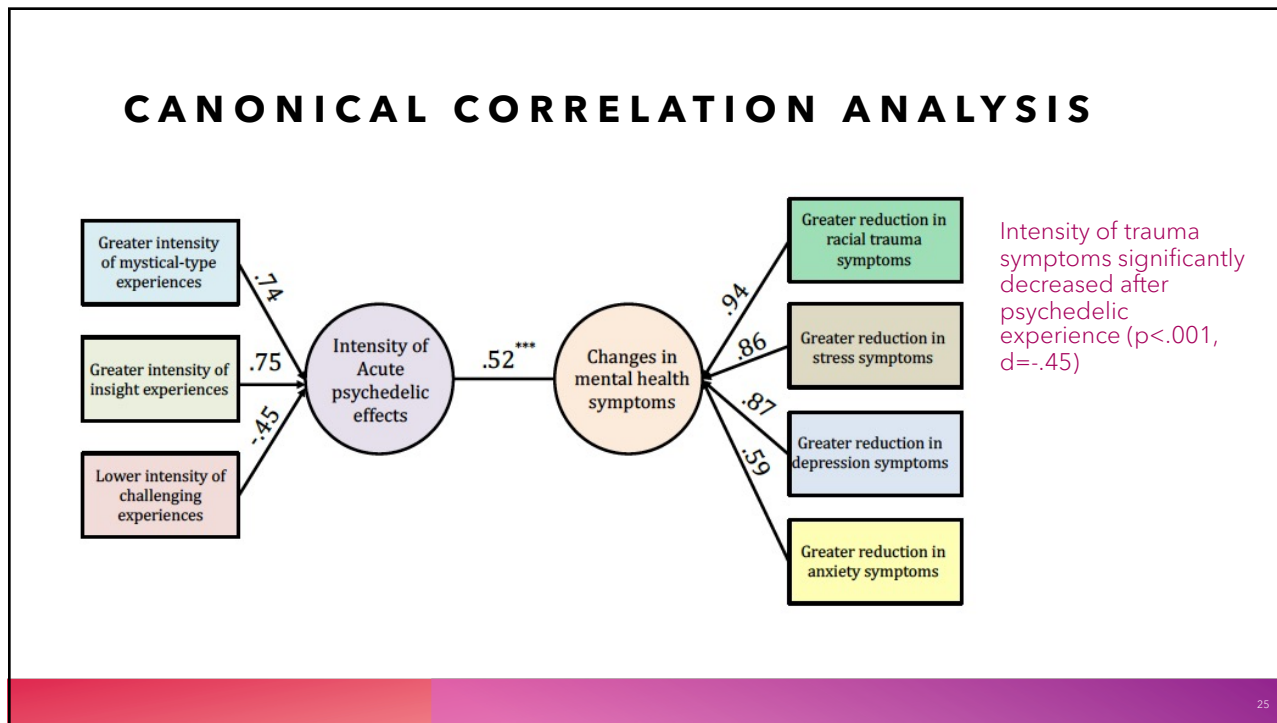 CANONICAL CORRELATION ANALYSIS
Greater intensity
of mystical-type
experiences
.74
Greater intensity of
insight experiences
.75
Lower intensity of
challenging
experiences
-.45
Intensity of
Acute
psychedelic
effects
.52***
Changes in
mental health
symptoms
.94
.86
.87
.59
Greater reduction in
racial trauma
symptoms
Greater reduction in
stress symptoms
Greater reduction in
depression symptoms
Greater reduction in
anxiety symptoms
Intensity of trauma
symptoms significantly
decreased after
psychedelic
experience (p<.001,
d=-.45)
25